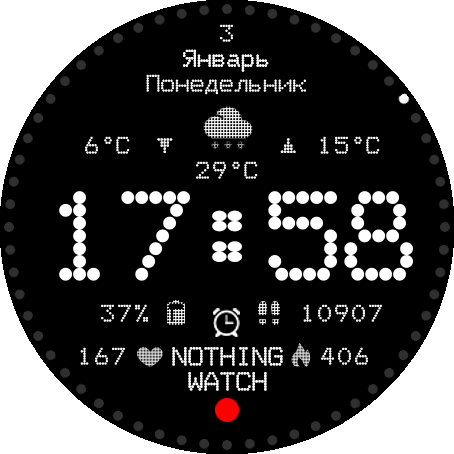 3
Январь
Понедельник
6°C 15°C
29°C
17:58
37% 10907
167 NOTHING 406
WATCH